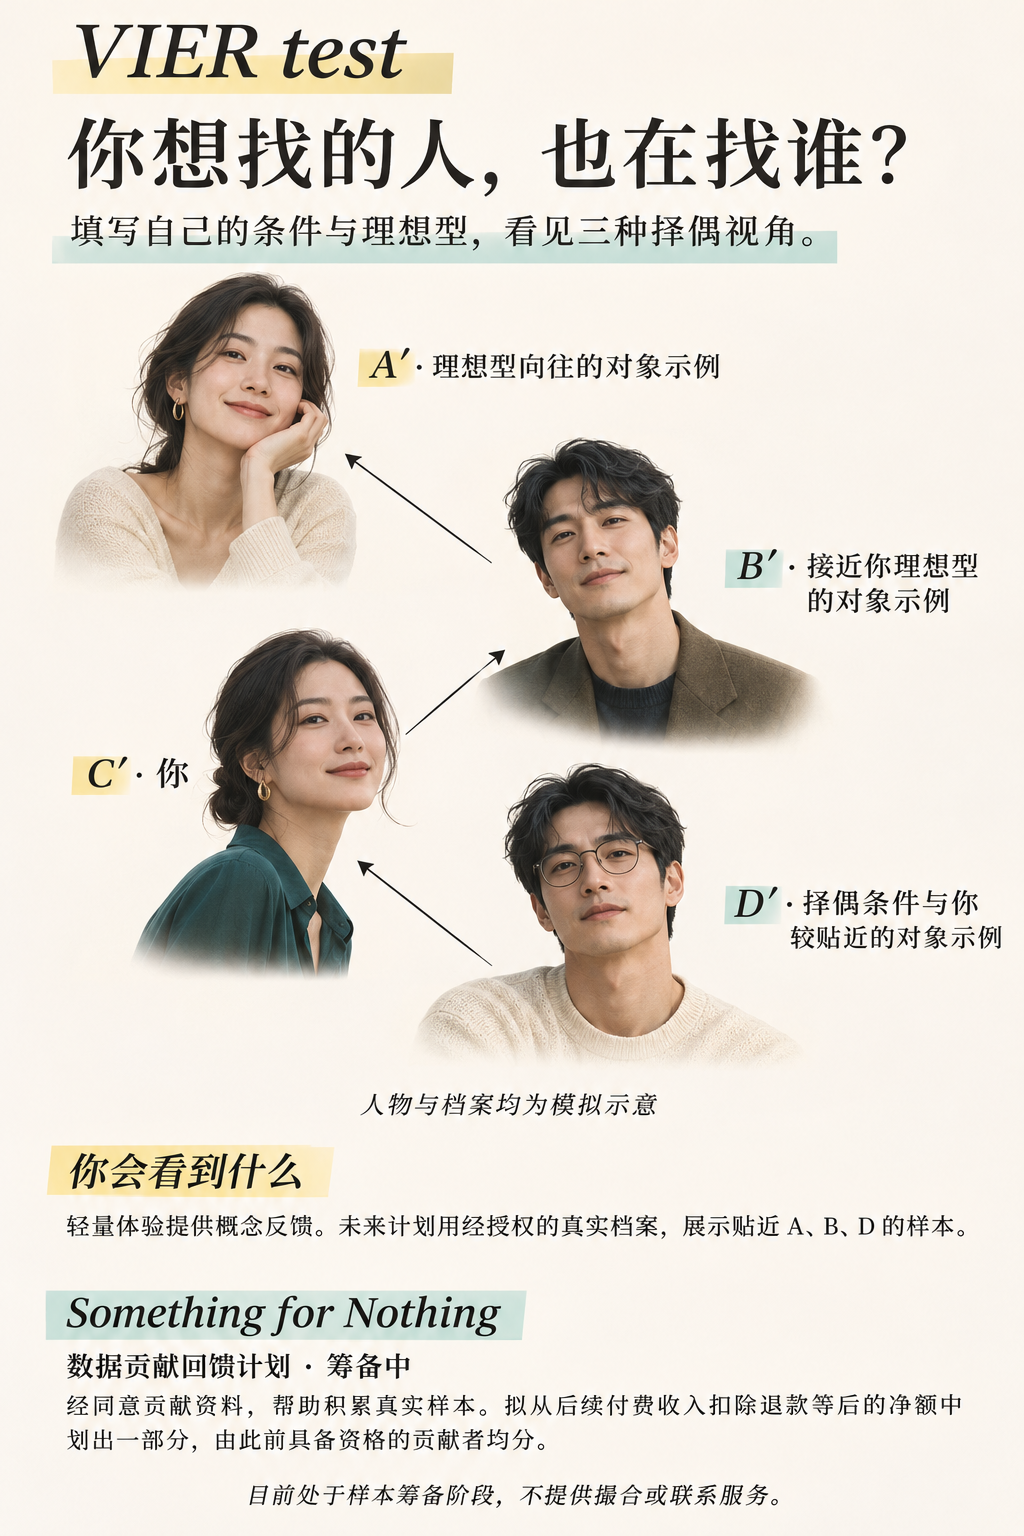 VIER test
你想找的人，也在找谁？
填写自己的条件与理想型，看见三种择偶视角。
A′· 理想型向往的对象示例
B′· 接近你理想型
的对象示例
C′· 你
D′· 择偶条件与你
较贴近的对象示例
人物与档案均为模拟示意
你会看到什么
轻量体验提供概念反馈。未来计划用经授权的真实档案，展示贴近 A、B、D 的样本。
Something for Nothing
数据贡献回馈计划 · 筹备中
经同意贡献资料，帮助积累真实样本。拟从后续付费收入扣除退款等后的净额中
划出一部分，由此前具备资格的贡献者均分。
目前处于样本筹备阶段，不提供撮合或联系服务。